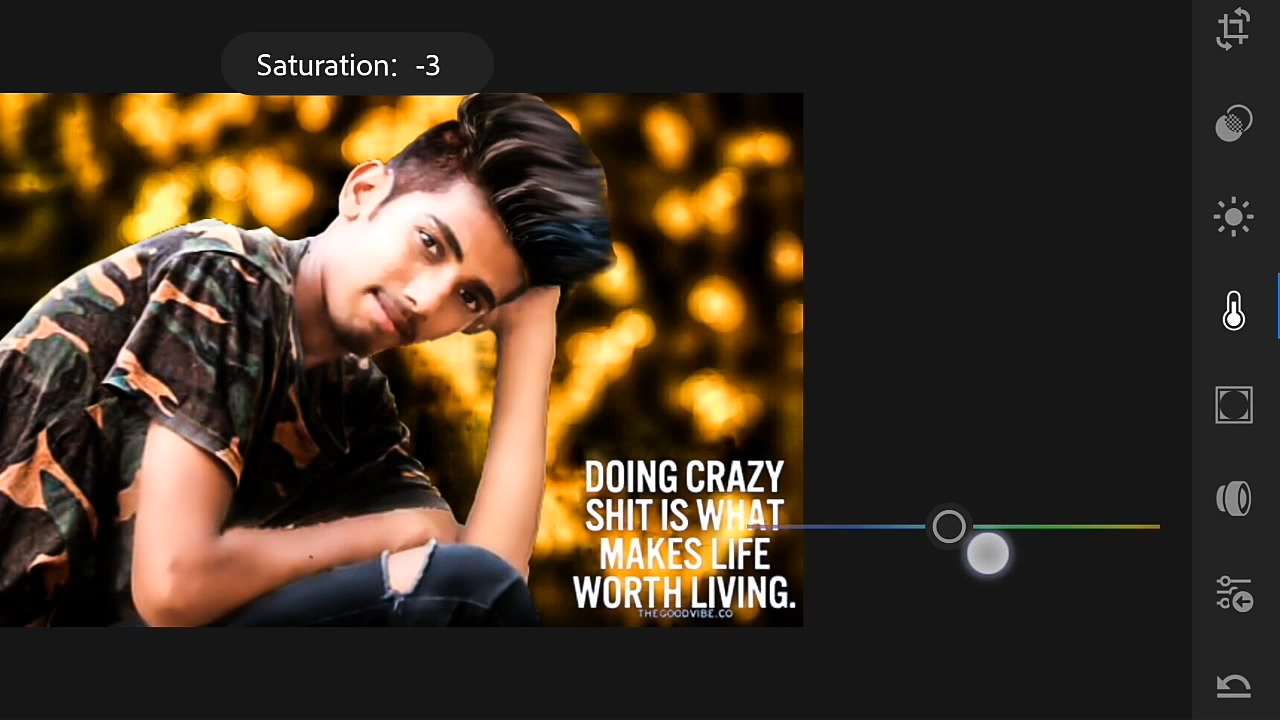 Saturation: -3
DOING CRAZY
SHIT IS WHAT
MAKES LIFE
WORTH LIVING.
THEGOODVIBE.CO